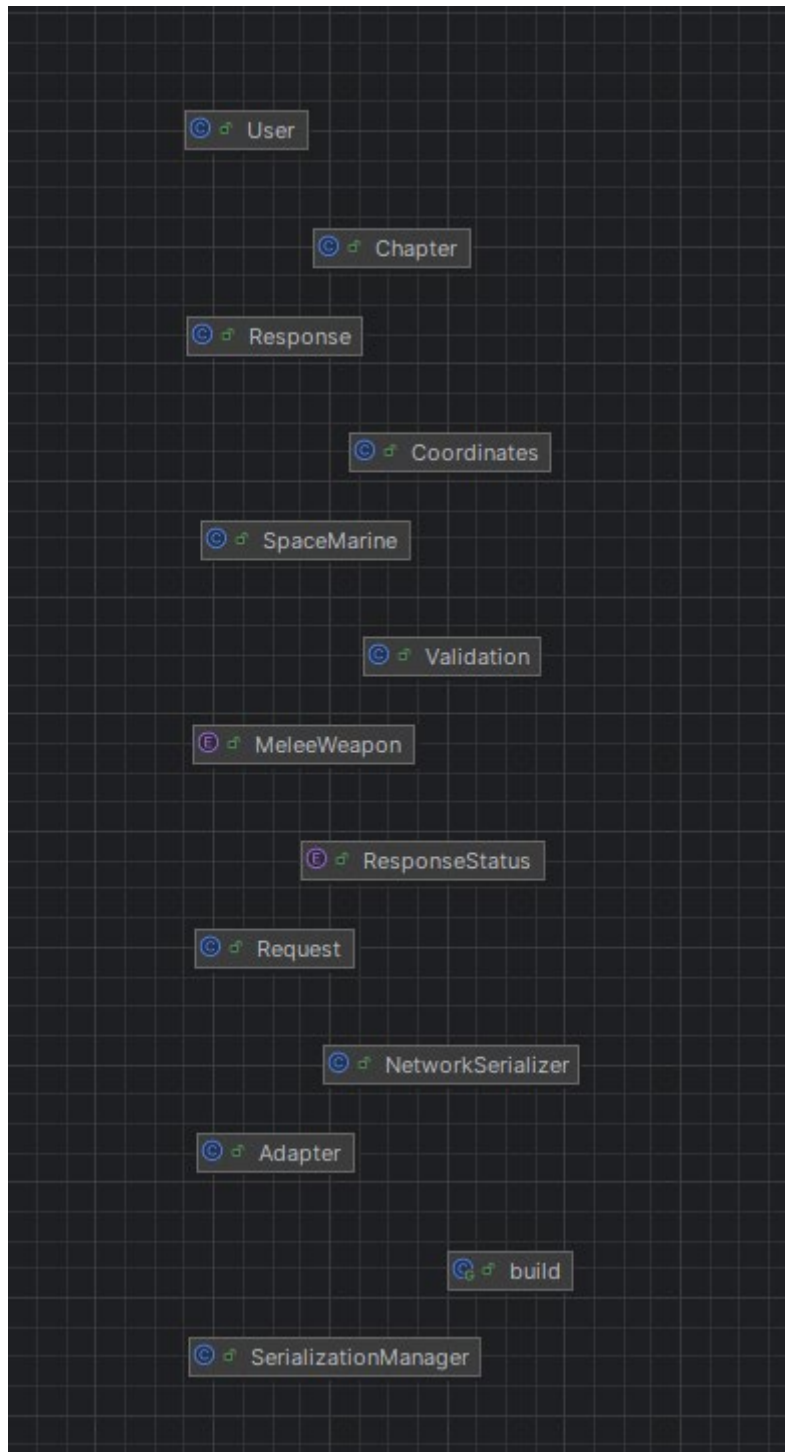 User
Chapter
Response
Coordinates
SpaceMarine
Validation
MeleeWeapon
ResponseStatus
Request
NetworkSerializer
Adapter
build
SerializationManager